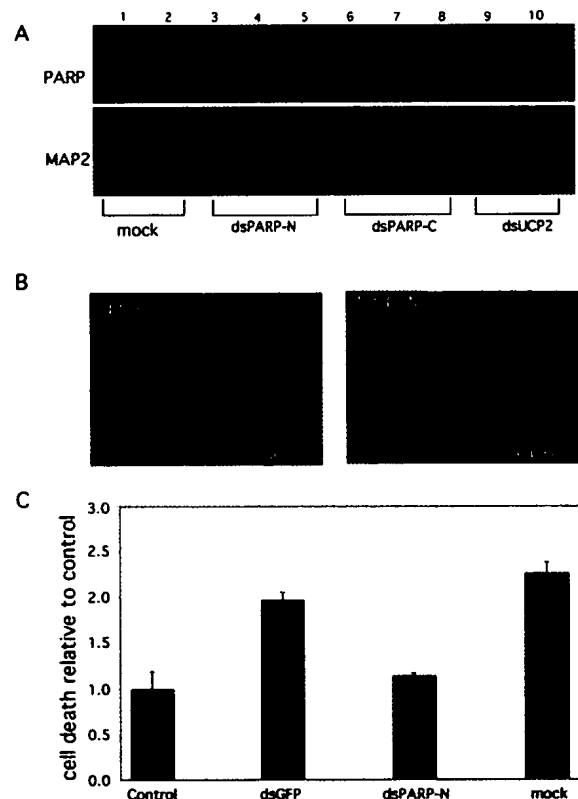 A
1 2 3 4 5 6 7 8 9 10
PARP
MAP2
mock dsPARP-N dsPARP-C dsUCP2
B
C
cell death relative to control
3.0
2.5
2.0
1.5
1.0
0.5
0.0
Control dsGFP dsPARP-N mock